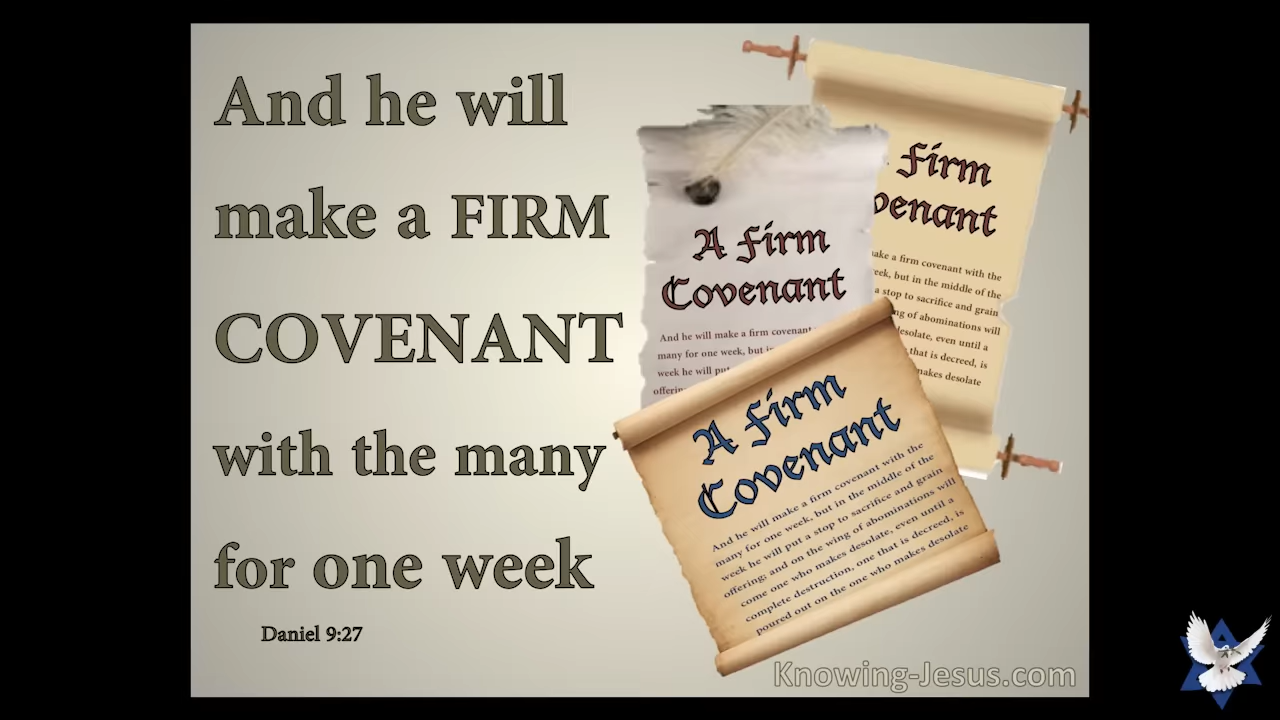 And he will
make a FIRM
COVENANT
with the many
for one week
Daniel 9:27
Firm
venant
make a firm covenant with the
week, but in the middle of the
a stop to sacrifice and grain
ng of abominations will
desolate, even until a
that is decreed, is
makes desolate
A Firm
Covenant
And he will make a firm covenant
many for one week, but in
week he will put
offering
A Firm
Covenant
And he will make a firm covenant with the
many for one week, but in the middle of the
week he will put a stop to sacrifice and grain
offering; and on the wing of abominations will
come one who makes desolate, even until a
complete destruction, one that is decreed, is
poured out on the one who makes desolate
Knowing-Jesus.com